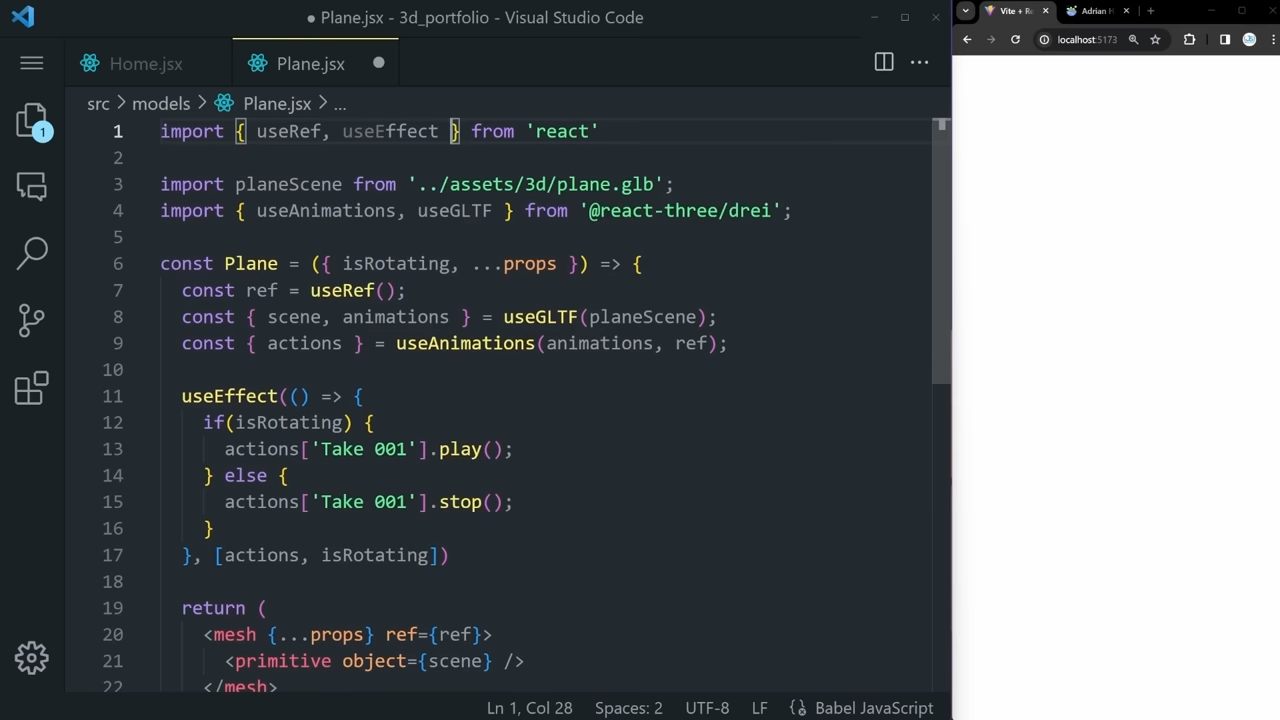 ● Plane.jsx - 3d_portfolio - Visual Studio Code
Vite + Re
Adrian H
localhost:5173
Home.jsx
Plane.jsx
src > models > Plane.jsx > ...
1
1 import { useRef, useEffect } from 'react'
2
3 import planeScene from '../assets/3d/plane.glb';
4 import { useAnimations, useGLTF } from '@react-three/drei';
5
6 const Plane = ({ isRotating, ...props }) => {
7 const ref = useRef();
8 const { scene, animations } = useGLTF(planeScene);
9 const { actions } = useAnimations(animations, ref);
10
11 useEffect(() => {
12 if(isRotating) {
13 actions['Take 001'].play();
14 } else {
15 actions['Take 001'].stop();
16 }
17 }, [actions, isRotating])
18
19 return (
20 <mesh {...props} ref={ref}>
21 <primitive object={scene} />
22 </mesh>
Ln 1, Col 28 Spaces: 2 UTF-8 LF Babel JavaScript